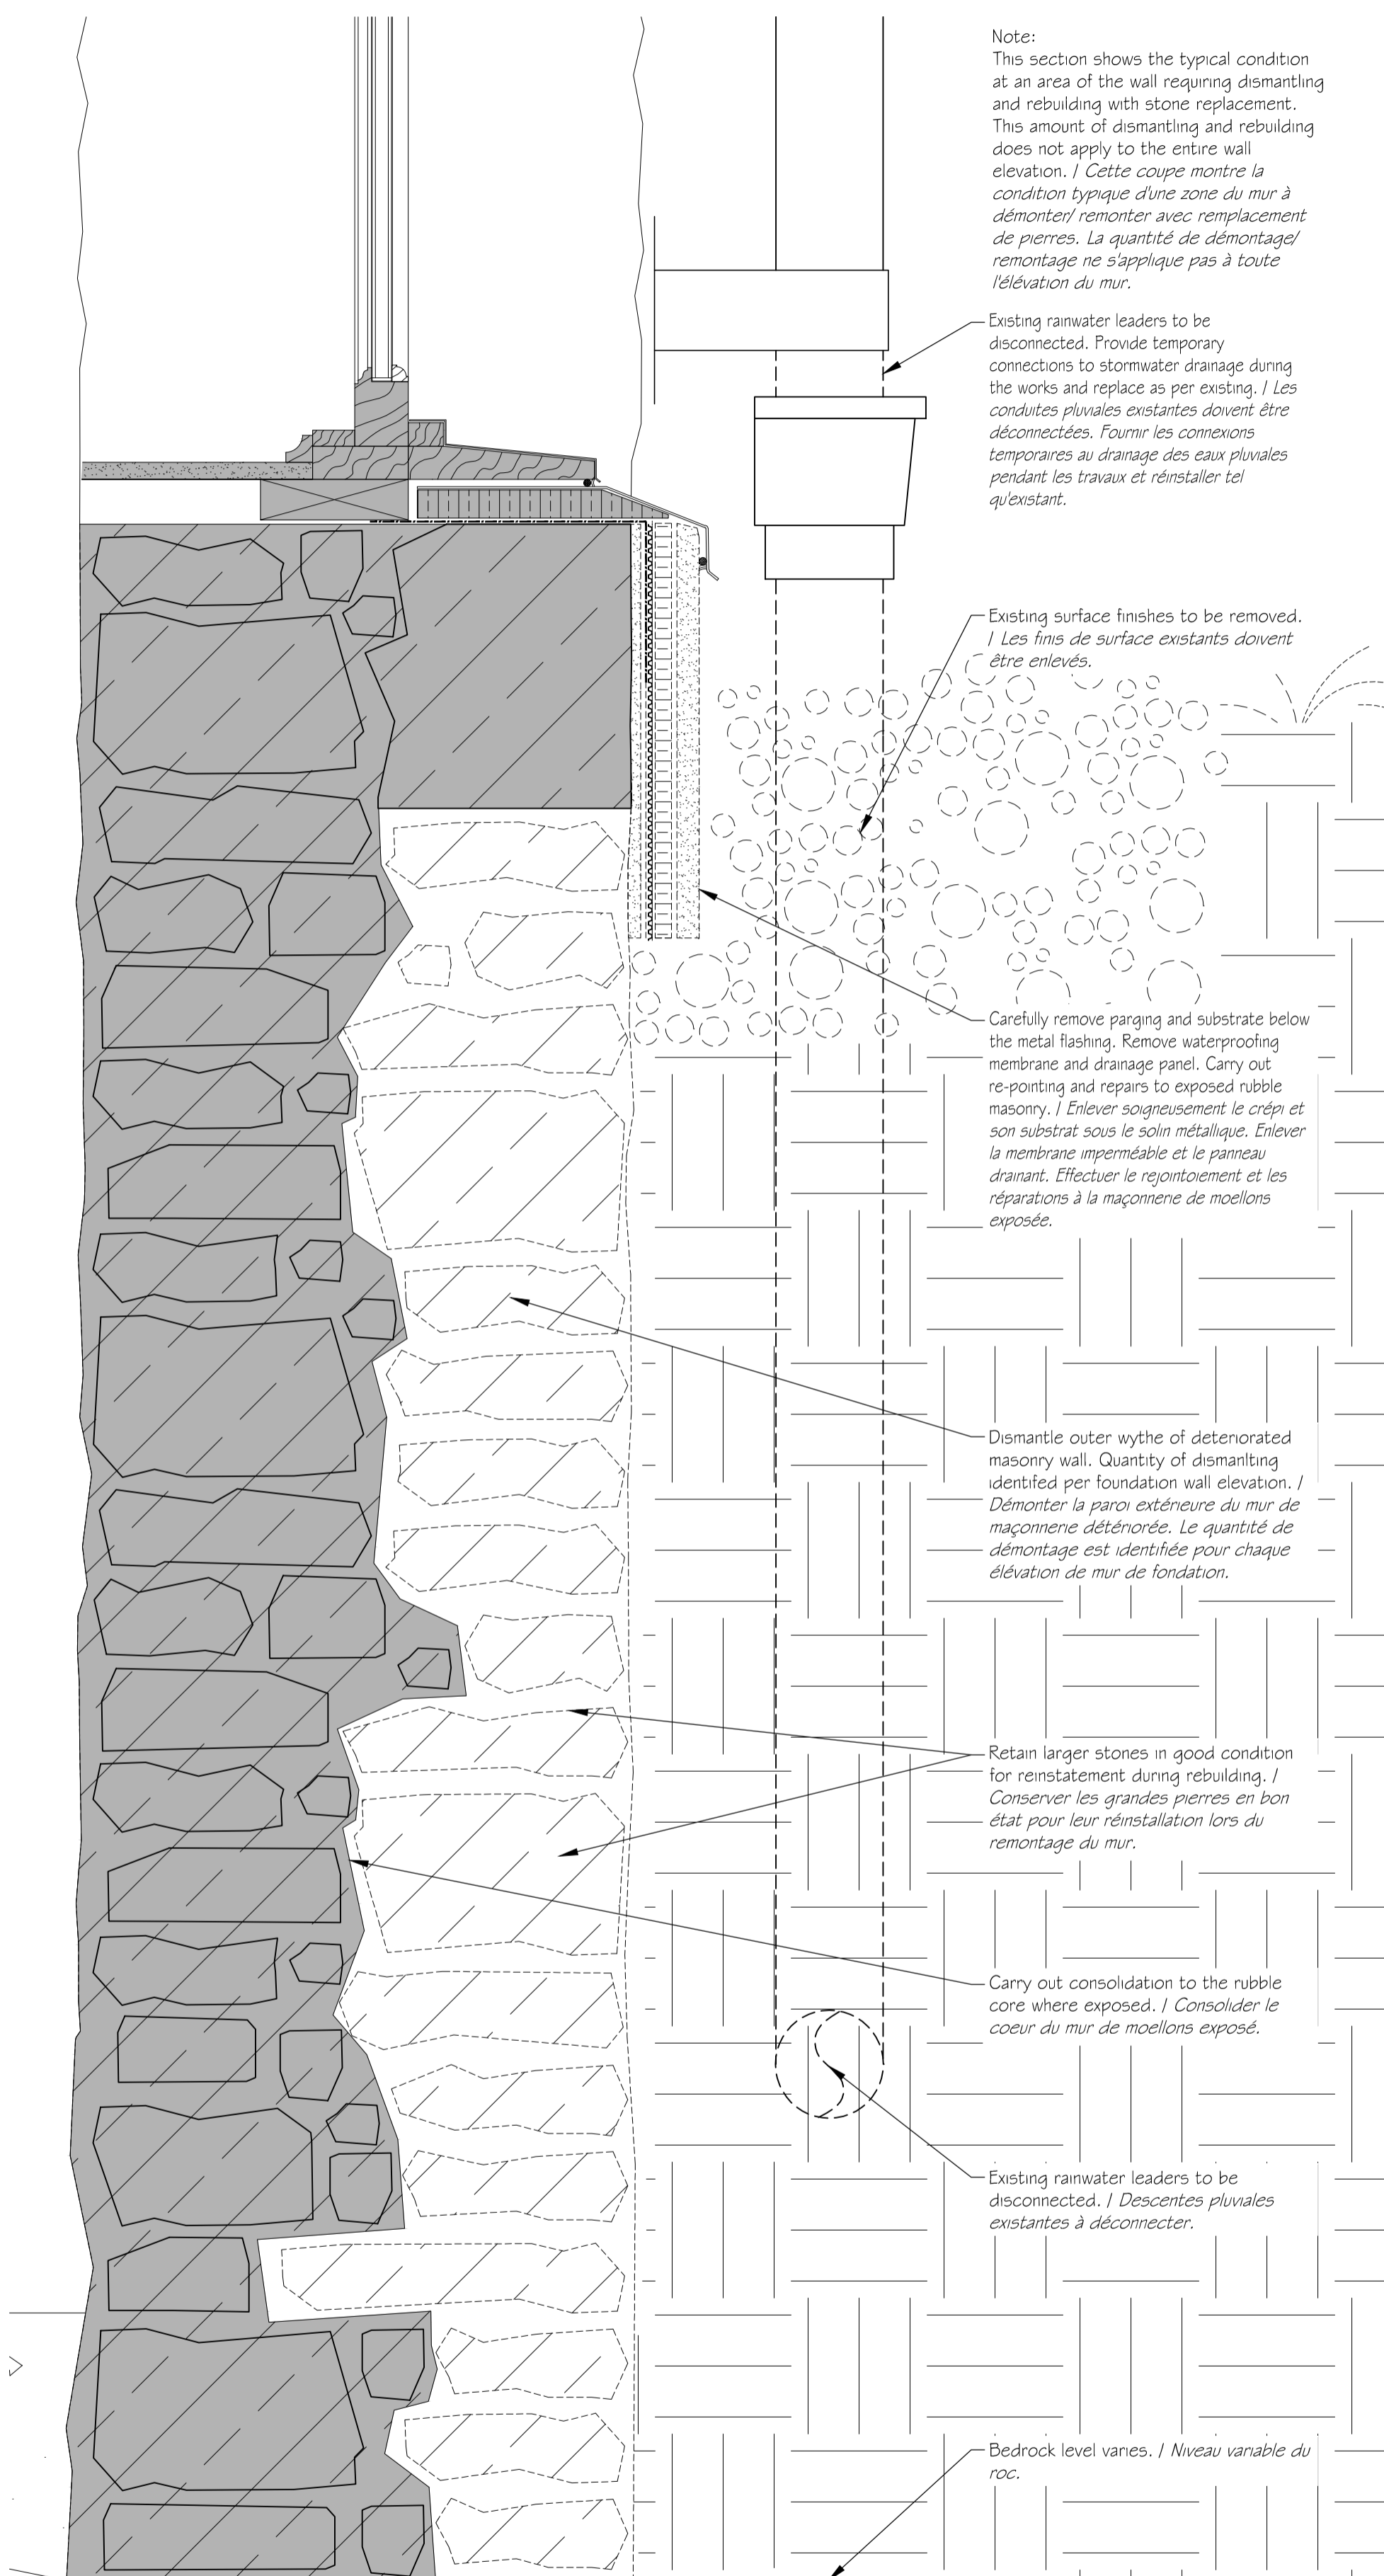 Note:
This section shows the typical condition
at an area of the wall requiring dismantling
and rebuilding with stone replacement.
This amount of dismantling and rebuilding
does not apply to the entire wall
elevation. / Cette coupe montre la
condition typique d'une zone du mur à
démonter/ remonter avec remplacement
de pierres. La quantité de démontage/
remontage ne s'applique pas à toute
l'élévation du mur.
Existing rainwater leaders to be
disconnected. Provide temporary
connections to stormwater drainage during
the works and replace as per existing. / Les
conduites pluviales existantes doivent être
déconnectées. Fournir les connexions
temporaires au drainage des eaux pluviales
pendant les travaux et réinstaller tel
qu'existant.
Existing surface finishes to be removed.
/ Les finis de surface existants doivent
être enlevés.
Carefully remove parging and substrate below
the metal flashing. Remove waterproofing
membrane and drainage panel. Carry out
re-pointing and repairs to exposed rubble
masonry. / Enlever soigneusement le crépi et
son substrat sous le solin métallique. Enlever
la membrane imperméable et le panneau
drainant. Effectuer le rejointoiement et les
réparations à la maçonnerie de moellons
exposée.
Dismantle outer wythe of deteriorated
masonry wall. Quantity of dismanlting
identifed per foundation wall elevation. /
Démonter la paroi extérieure du mur de
maçonnerie détériorée. Le quantité de
démontage est identifiée pour chaque
élévation de mur de fondation.
Retain larger stones in good condition
for reinstatement during rebuilding. /
Conserver les grandes pierres en bon
état pour leur réinstallation lors du
remontage du mur.
Carry out consolidation to the rubble
core where exposed. / Consolider le
coeur du mur de moellons exposé.
Existing rainwater leaders to be
disconnected. / Descentes pluviales
existantes à déconnecter.
Bedrock level varies. / Niveau variable du
roc.